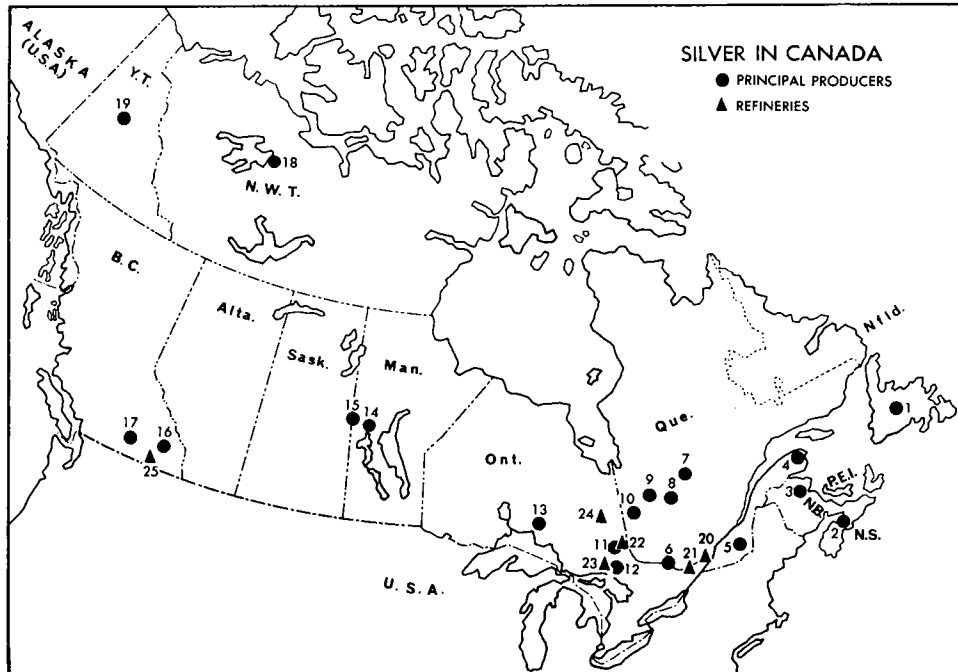 ALASKA
(U.S.A)
Y.T.
SILVER IN CANADA
PRINCIPAL PRODUCERS
REFINERIES
19
18
N.W.T.
B.C.
Alta.
Sask.
Man.
Nfld.
1
15
14
17
16
25
Ont.
Que.
7
4
9
8
10
P.E.I.
3
N.B.
24
13
2
N.S.
11
22
20
5
23
12
6
21
U.S.A.